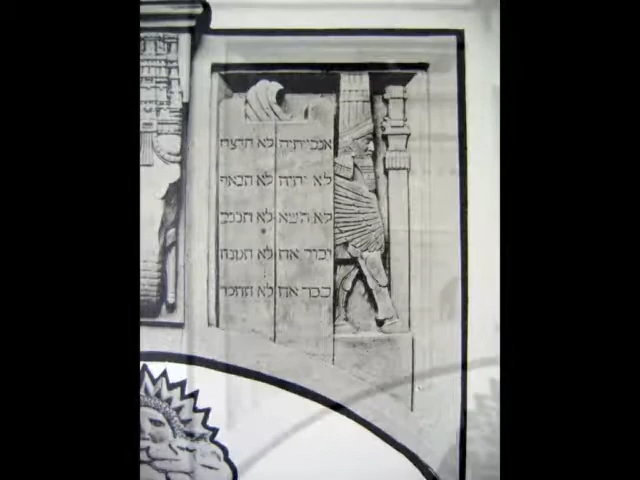 אנכי יהוה לא תרצח
לא יהיה לא תנאף
לא תשא לא תגנב
זכור את לא תענה
כבד את לא תחמד